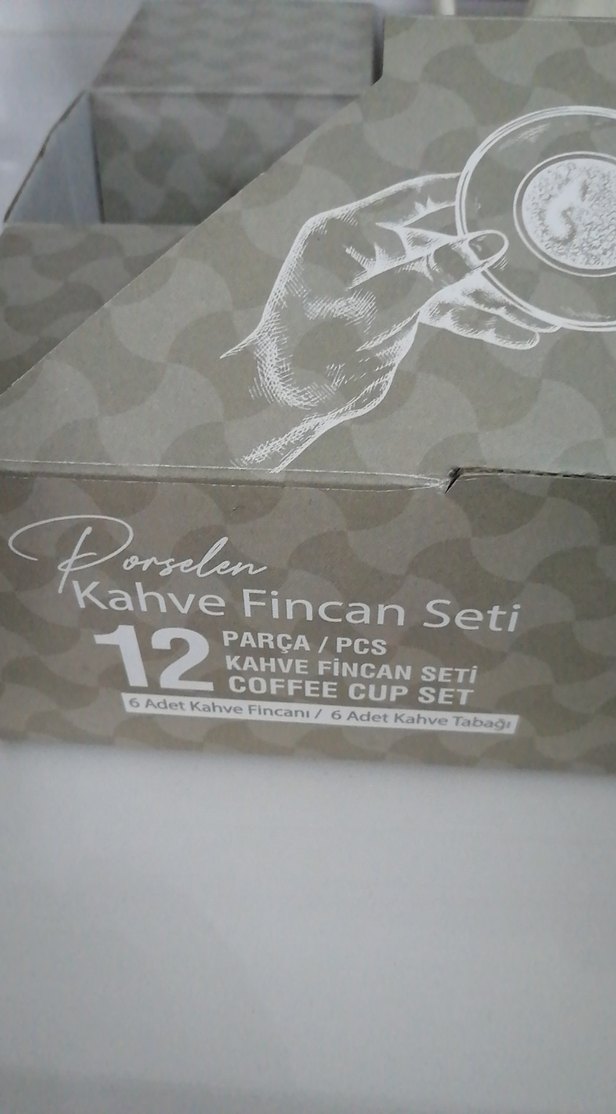 Porselen
Kahve Fincan Seti
12 PARÇA / PCS
KAHVE FİNCAN SETİ
COFFEE CUP SET
6 Adet Kahve Fincanı / 6 Adet Kahve Tabağı